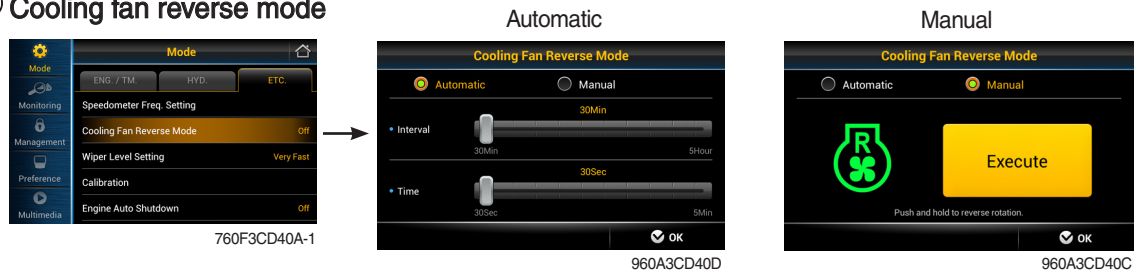 Cooling fan reverse mode
Mode
Mode
Monitoring
Management
Preference
Multimedia
ENG. / TM. HYD. ETC.
Speedometer Freq. Setting
Cooling Fan Reverse Mode Off
Wiper Level Setting Very Fast
Calibration
Engine Auto Shutdown Off
760F3CD40A-1
Automatic
Cooling Fan Reverse Mode
Automatic Manual
30Min
• Interval
30Min 5Hour
30Sec
• Time
30Sec 5Min
OK
960A3CD40D
Manual
Cooling Fan Reverse Mode
Automatic Manual
R
Execute
Push and hold to reverse rotation.
OK
960A3CD40C